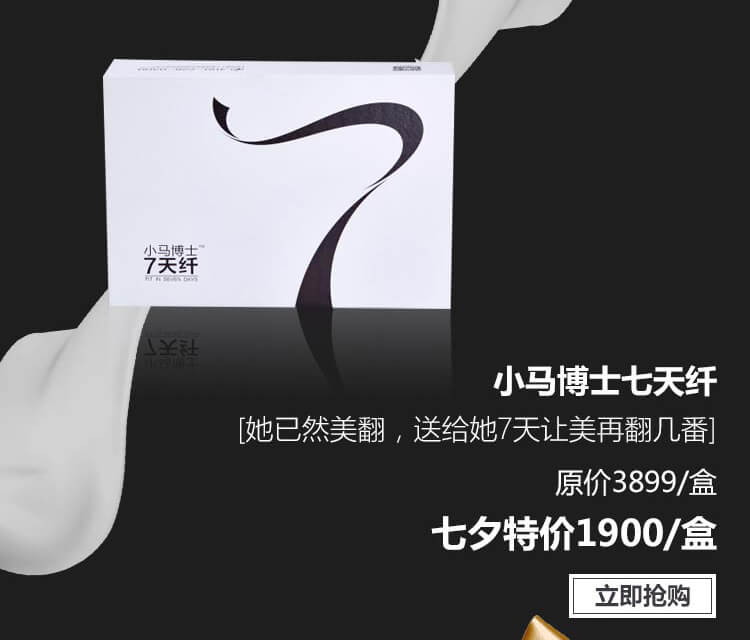 小马博士™
7天纤
FIT IN SEVEN DAYS
小马博士七天纤
[她已然美翻，送给她7天让美再翻几番]
原价3899/盒
七夕特价1900/盒
立即抢购